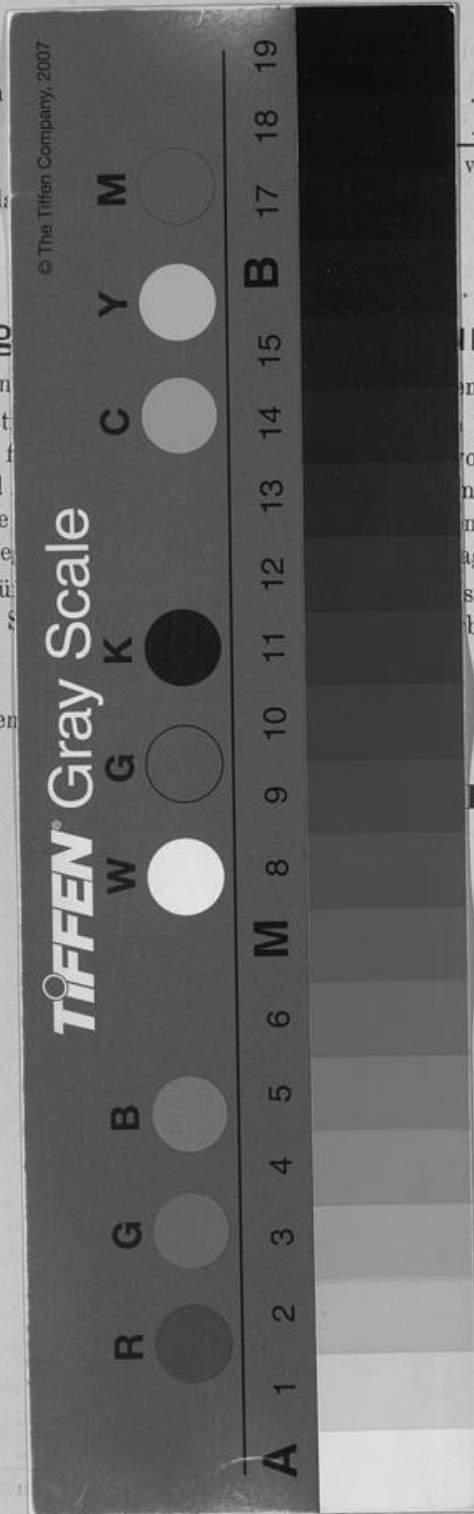 © The Tiffen Company, 2007
TIFFEN® Gray Scale
R G B W G K C Y M
A 1 2 3 4 5 6 M 8 9 10 11 12 13 14 15 B 17 18 19